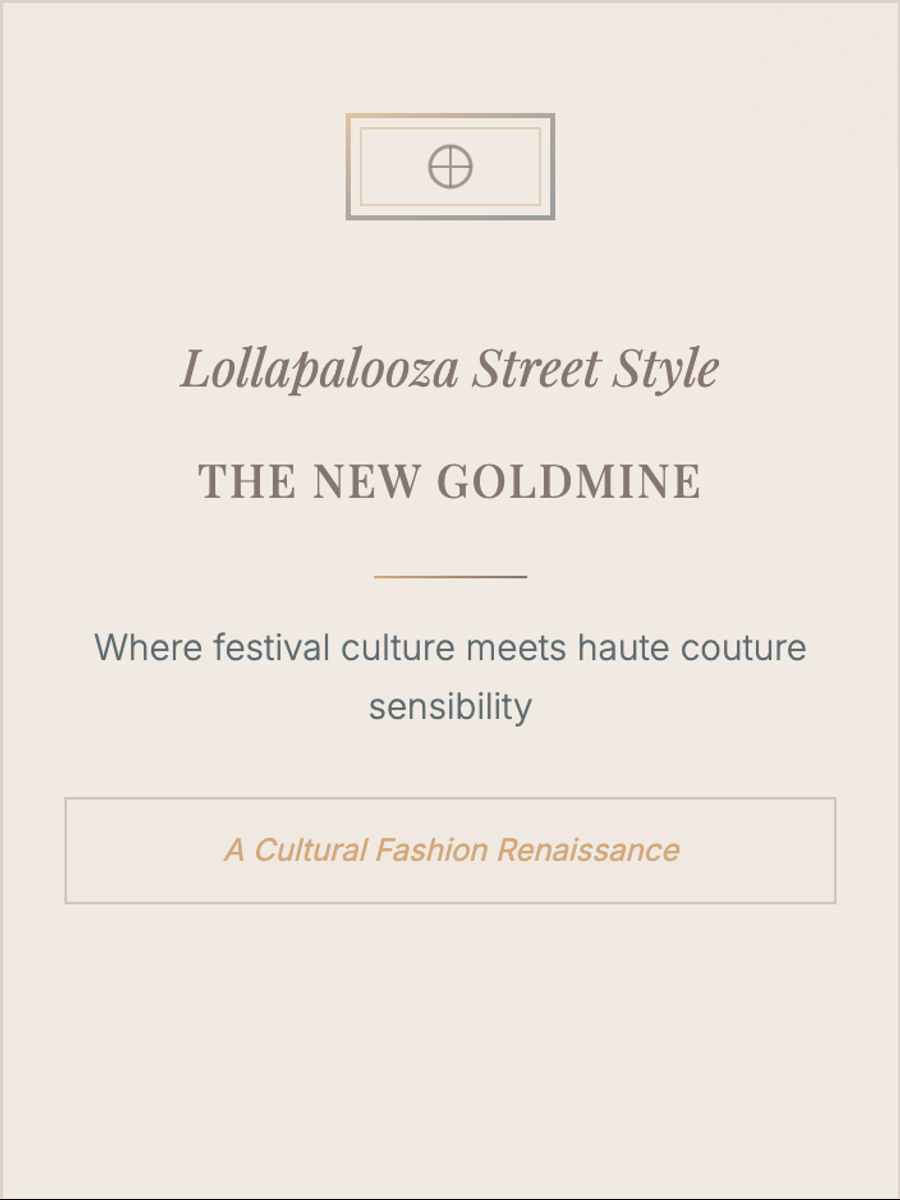 Lollapalooza Street Style
THE NEW GOLDMINE
Where festival culture meets haute couture
sensibility
A Cultural Fashion Renaissance